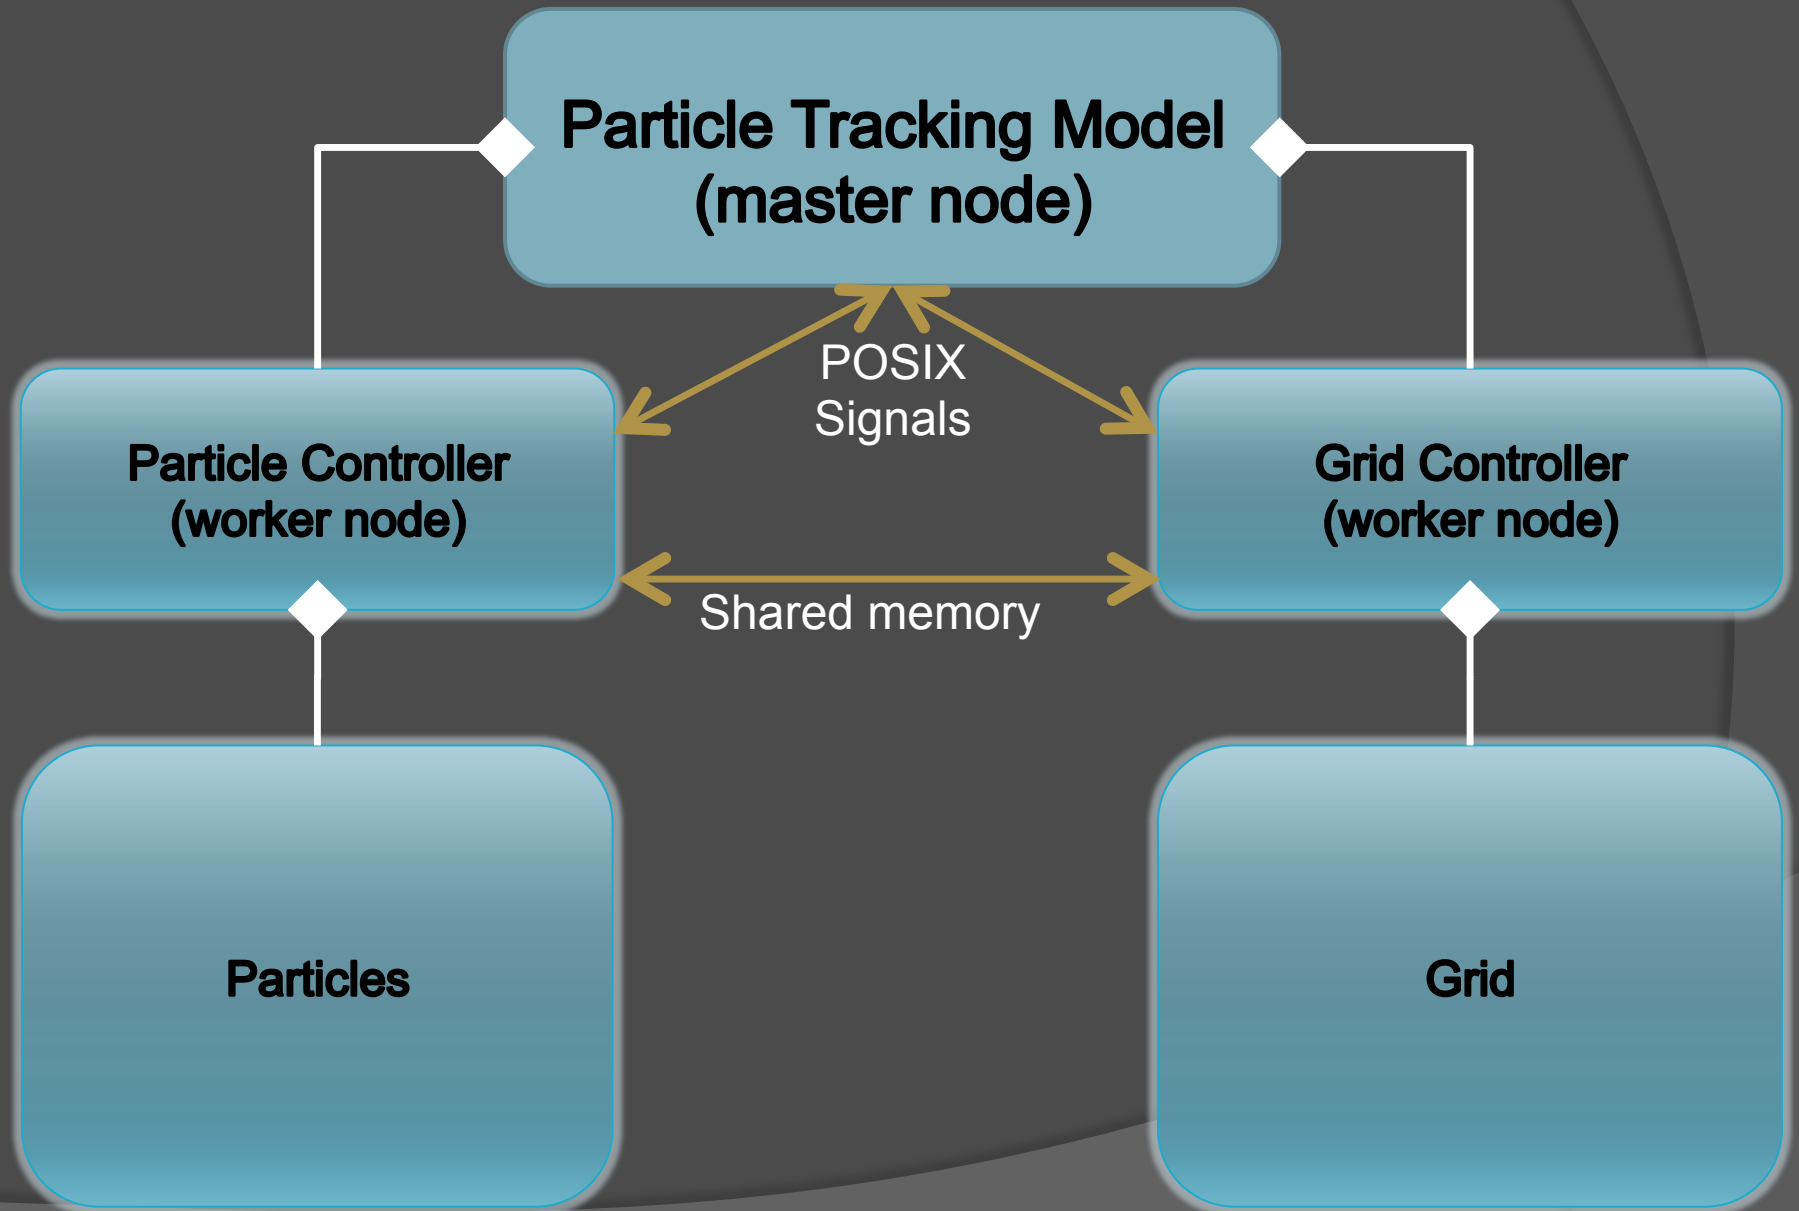 Particle Tracking Model
(master node)
POSIX
Signals
Particle Controller
(worker node)
Grid Controller
(worker node)
Shared memory
Particles
Grid